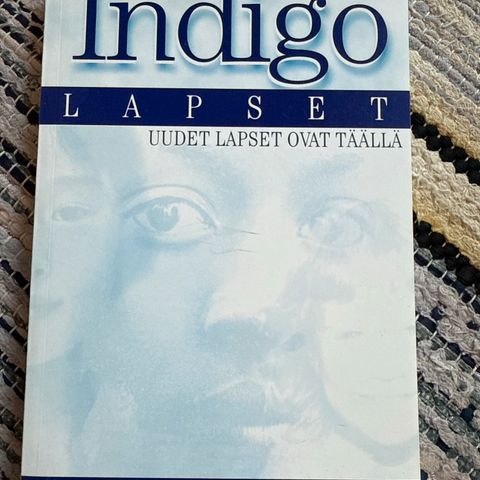 Indigo
LAPSET
UUDET LAPSET OVAT TÄÄLLÄ